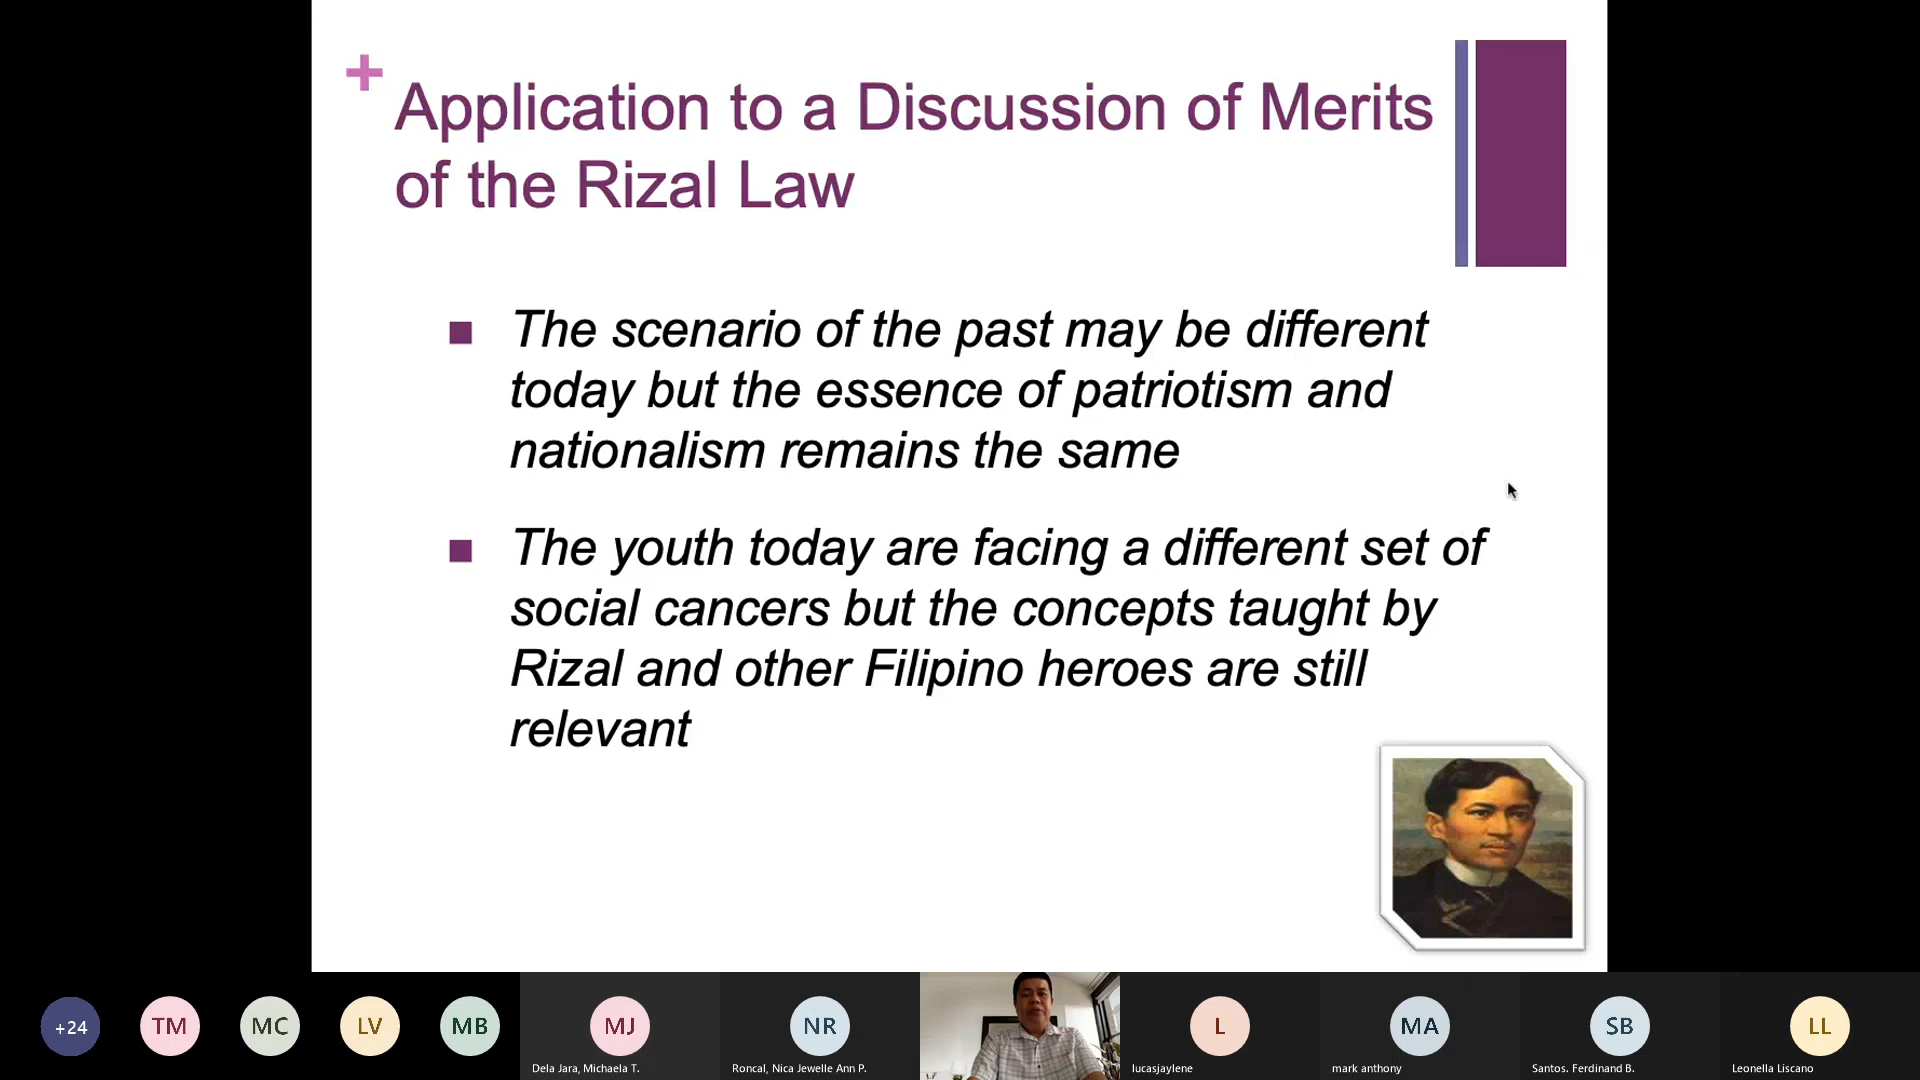 Application to a Discussion of Merits
of the Rizal Law
The scenario of the past may be different
today but the essence of patriotism and
nationalism remains the same
The youth today are facing a different set of
social cancers but the concepts taught by
Rizal and other Filipino heroes are still
relevant
+24
TM
MC
LV
MB
MJ
Dela Jara, Michaela T.
NR
Roncal, Nica Jewelle Ann P.
L
lucasjaylene
MA
mark anthony
SB
Santos. Ferdinand B.
LL
Leonella Liscano